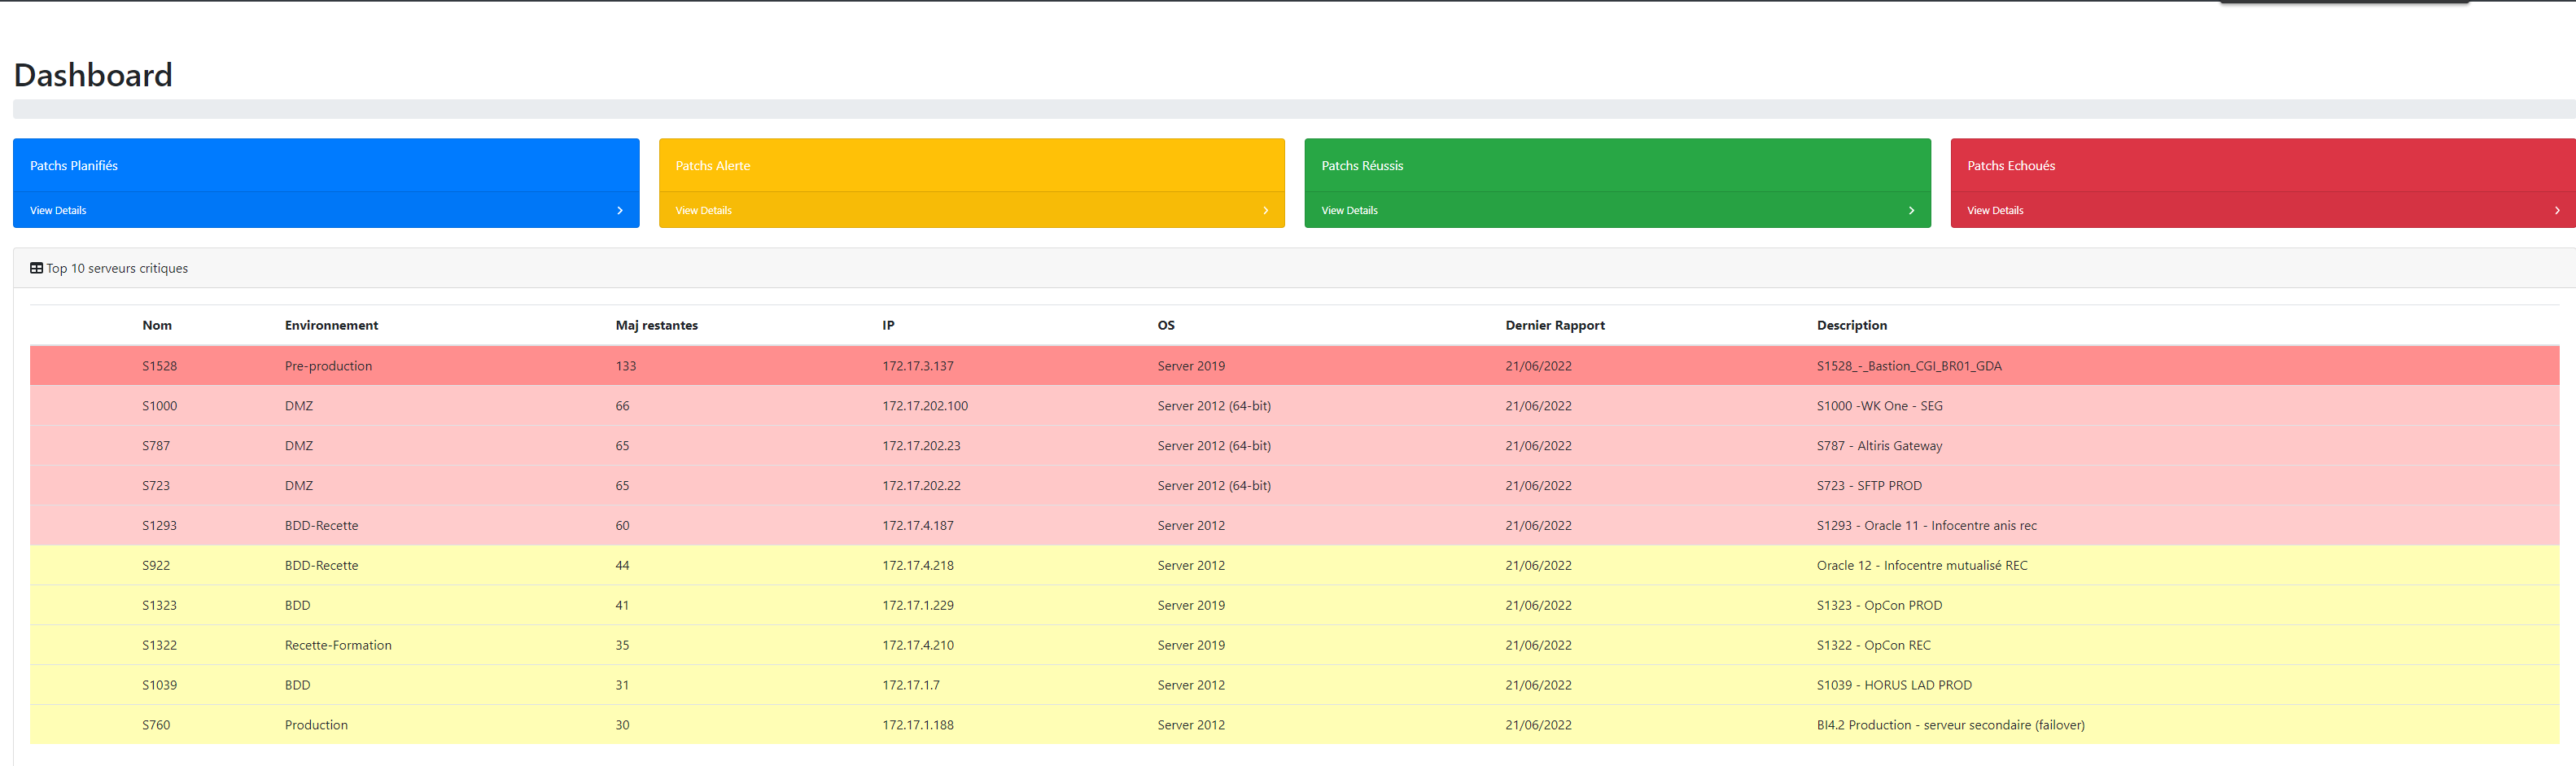 Dashboard
Patchs Planifiés
View Details
Patchs Alerte
View Details
Patchs Réussis
View Details
Patchs Echoués
View Details
Top 10 serveurs critiques
Nom Environnement Maj restantes IP OS Dernier Rapport Description
S1528 Pre-production 133 172.17.3.137 Server 2019 21/06/2022 S1528_-_Bastion_CGI_BR01_GDA
S1000 DMZ 66 172.17.202.100 Server 2012 (64-bit) 21/06/2022 S1000 -WK One - SEG
S787 DMZ 65 172.17.202.23 Server 2012 (64-bit) 21/06/2022 S787 - Altiris Gateway
S723 DMZ 65 172.17.202.22 Server 2012 (64-bit) 21/06/2022 S723 - SFTP PROD
S1293 BDD-Recette 60 172.17.4.187 Server 2012 21/06/2022 S1293 - Oracle 11 - Infocentre anis rec
S922 BDD-Recette 44 172.17.4.218 Server 2012 21/06/2022 Oracle 12 - Infocentre mutualisé REC
S1323 BDD 41 172.17.1.229 Server 2019 21/06/2022 S1323 - OpCon PROD
S1322 Recette-Formation 35 172.17.4.210 Server 2019 21/06/2022 S1322 - OpCon REC
S1039 BDD 31 172.17.1.7 Server 2012 21/06/2022 S1039 - HORUS LAD PROD
S760 Production 30 172.17.1.188 Server 2012 21/06/2022 BI4.2 Production - serveur secondaire (failover)